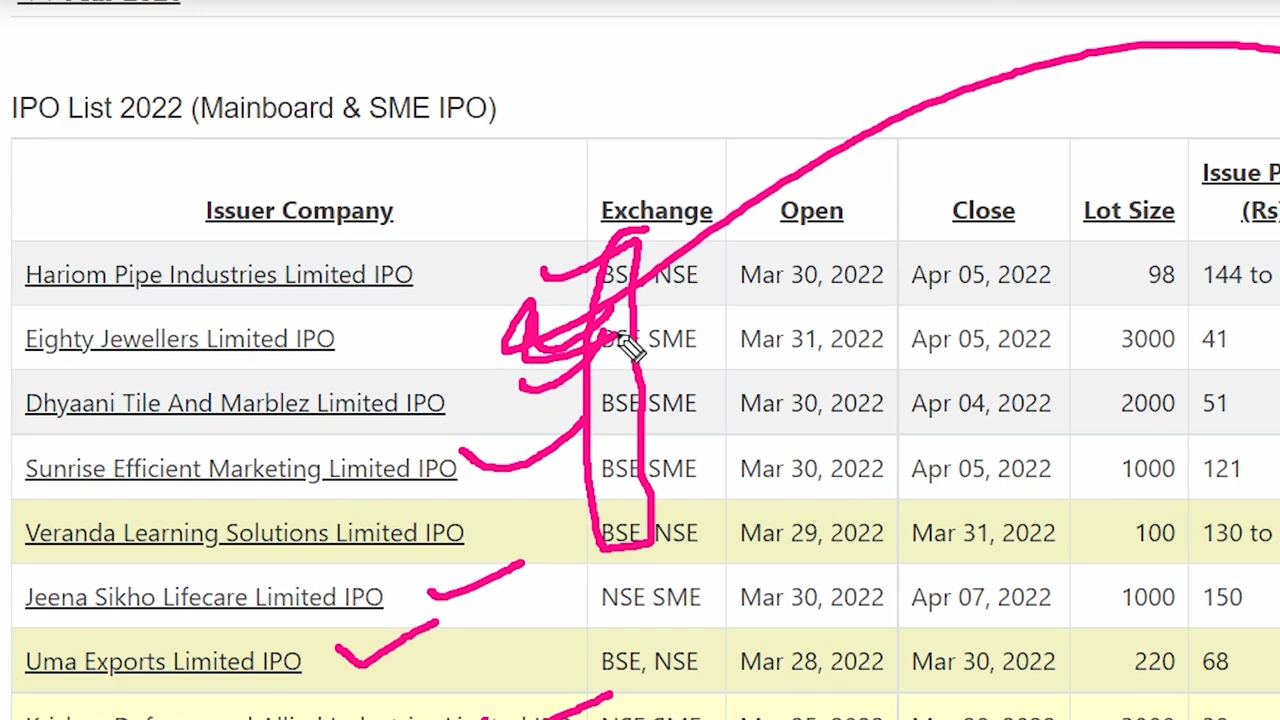 IPO List 2022 (Mainboard & SME IPO)
Issuer Company Exchange Open Close Lot Size Issue P
(Rs)
Hariom Pipe Industries Limited IPO BSE, NSE Mar 30, 2022 Apr 05, 2022 98 144 to
Eighty Jewellers Limited IPO BSE SME Mar 31, 2022 Apr 05, 2022 3000 41
Dhyaani Tile And Marblez Limited IPO BSE SME Mar 30, 2022 Apr 04, 2022 2000 51
Sunrise Efficient Marketing Limited IPO BSE SME Mar 30, 2022 Apr 05, 2022 1000 121
Veranda Learning Solutions Limited IPO BSE, NSE Mar 29, 2022 Mar 31, 2022 100 130 to
Jeena Sikho Lifecare Limited IPO NSE SME Mar 30, 2022 Apr 07, 2022 1000 150
Uma Exports Limited IPO BSE, NSE Mar 28, 2022 Mar 30, 2022 220 68